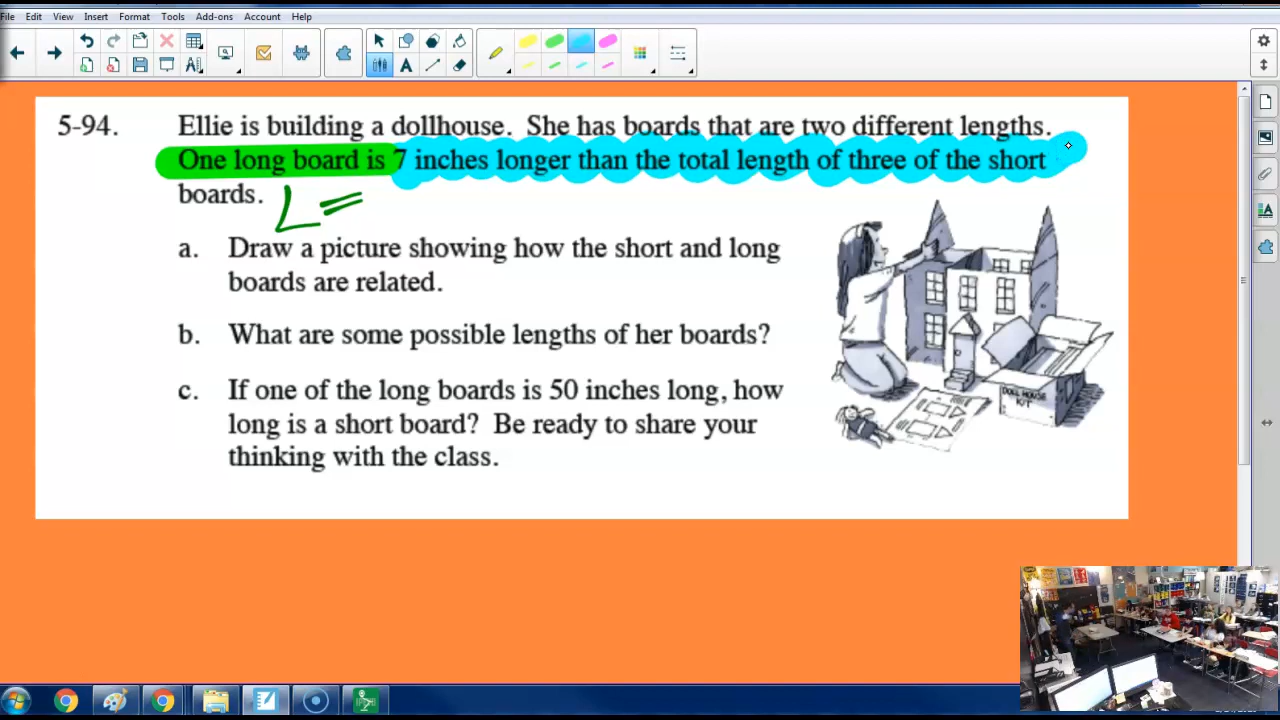 File Edit View Insert Format Tools Add-ons Account Help
5-94. Ellie is building a dollhouse. She has boards that are two different lengths.
One long board is 7 inches longer than the total length of three of the short
boards.
L =
a. Draw a picture showing how the short and long
boards are related.
b. What are some possible lengths of her boards?
c. If one of the long boards is 50 inches long, how
long is a short board? Be ready to share your
thinking with the class.
DOLL HOUSE
KIT